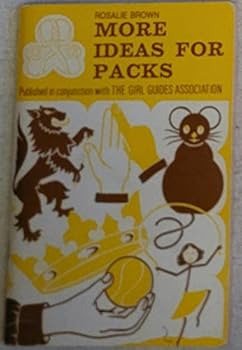 ROSALIE BROWN
MORE
IDEAS FOR
PACKS
Published in conjunction with THE GIRL GUIDES ASSOCIATION